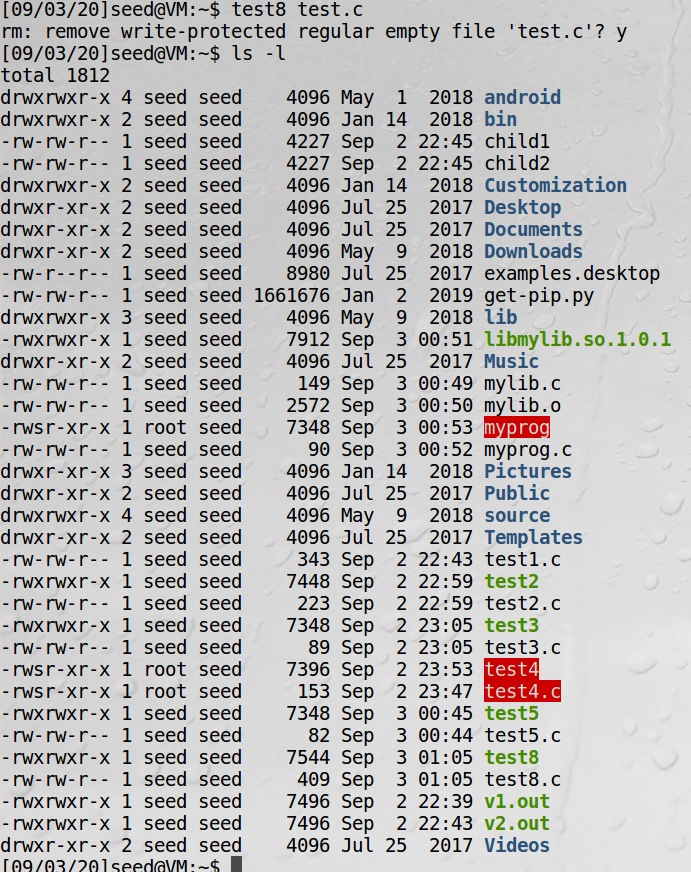 [09/03/20]seed@VM:~$ test8 test.c
rm: remove write-protected regular empty file 'test.c'? y
[09/03/20]seed@VM:~$ ls -l
total 1812
drwxrwxr-x 4 seed seed    4096 May  1  2018 android
drwxrwxr-x 2 seed seed    4096 Jan 14  2018 bin
-rw-rw-r-- 1 seed seed    4227 Sep  2 22:45 child1
-rw-rw-r-- 1 seed seed    4227 Sep  2 22:45 child2
drwxrwxr-x 2 seed seed    4096 Jan 14  2018 Customization
drwxr-xr-x 2 seed seed    4096 Jul 25  2017 Desktop
drwxr-xr-x 2 seed seed    4096 Jul 25  2017 Documents
drwxr-xr-x 2 seed seed    4096 May  9  2018 Downloads
-rw-r--r-- 1 seed seed    8980 Jul 25  2017 examples.desktop
-rw-rw-r-- 1 seed seed 1661676 Jan  2  2019 get-pip.py
drwxrwxr-x 3 seed seed    4096 May  9  2018 lib
-rwxrwxr-x 1 seed seed    7912 Sep  3 00:51 libmylib.so.1.0.1
drwxr-xr-x 2 seed seed    4096 Jul 25  2017 Music
-rw-rw-r-- 1 seed seed     149 Sep  3 00:49 mylib.c
-rw-rw-r-- 1 seed seed    2572 Sep  3 00:50 mylib.o
-rwsr-xr-x 1 root seed    7348 Sep  3 00:53 myprog
-rw-rw-r-- 1 seed seed      90 Sep  3 00:52 myprog.c
drwxr-xr-x 3 seed seed    4096 Jan 14  2018 Pictures
drwxr-xr-x 2 seed seed    4096 Jul 25  2017 Public
drwxrwxr-x 4 seed seed    4096 May  9  2018 source
drwxr-xr-x 2 seed seed    4096 Jul 25  2017 Templates
-rw-rw-r-- 1 seed seed     343 Sep  2 22:43 test1.c
-rwxrwxr-x 1 seed seed    7448 Sep  2 22:59 test2
-rw-rw-r-- 1 seed seed     223 Sep  2 22:59 test2.c
-rwxrwxr-x 1 seed seed    7348 Sep  2 23:05 test3
-rw-rw-r-- 1 seed seed      89 Sep  2 23:05 test3.c
-rwsr-xr-x 1 root seed    7396 Sep  2 23:53 test4
-rwsr-xr-x 1 root seed     153 Sep  2 23:47 test4.c
-rwxrwxr-x 1 seed seed    7348 Sep  3 00:45 test5
-rw-rw-r-- 1 seed seed      82 Sep  3 00:44 test5.c
-rwxrwxr-x 1 seed seed    7544 Sep  3 01:05 test8
-rw-rw-r-- 1 seed seed     409 Sep  3 01:05 test8.c
-rwxrwxr-x 1 seed seed    7496 Sep  2 22:39 v1.out
-rwxrwxr-x 1 seed seed    7496 Sep  2 22:43 v2.out
drwxr-xr-x 2 seed seed    4096 Jul 25  2017 Videos
[09/03/20]seed@VM:~$